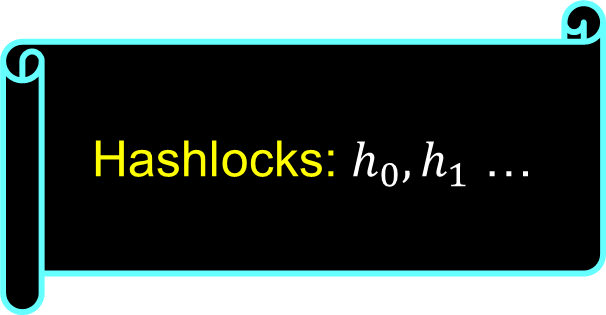 Hashlocks: h₀, h₁ …